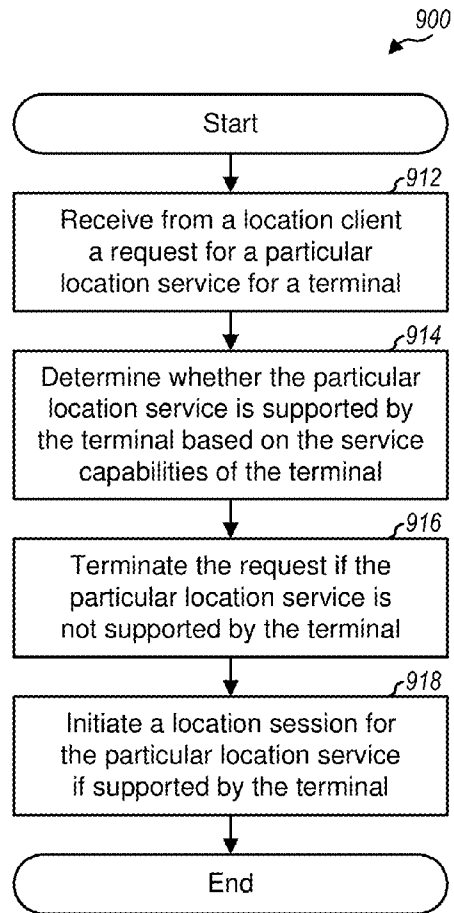 900
Start
912
Receive from a location client
a request for a particular
location service for a terminal
914
Determine whether the particular
location service is supported by
the terminal based on the service
capabilities of the terminal
916
Terminate the request if the
particular location service is
not supported by the terminal
918
Initiate a location session for
the particular location service
if supported by the terminal
End